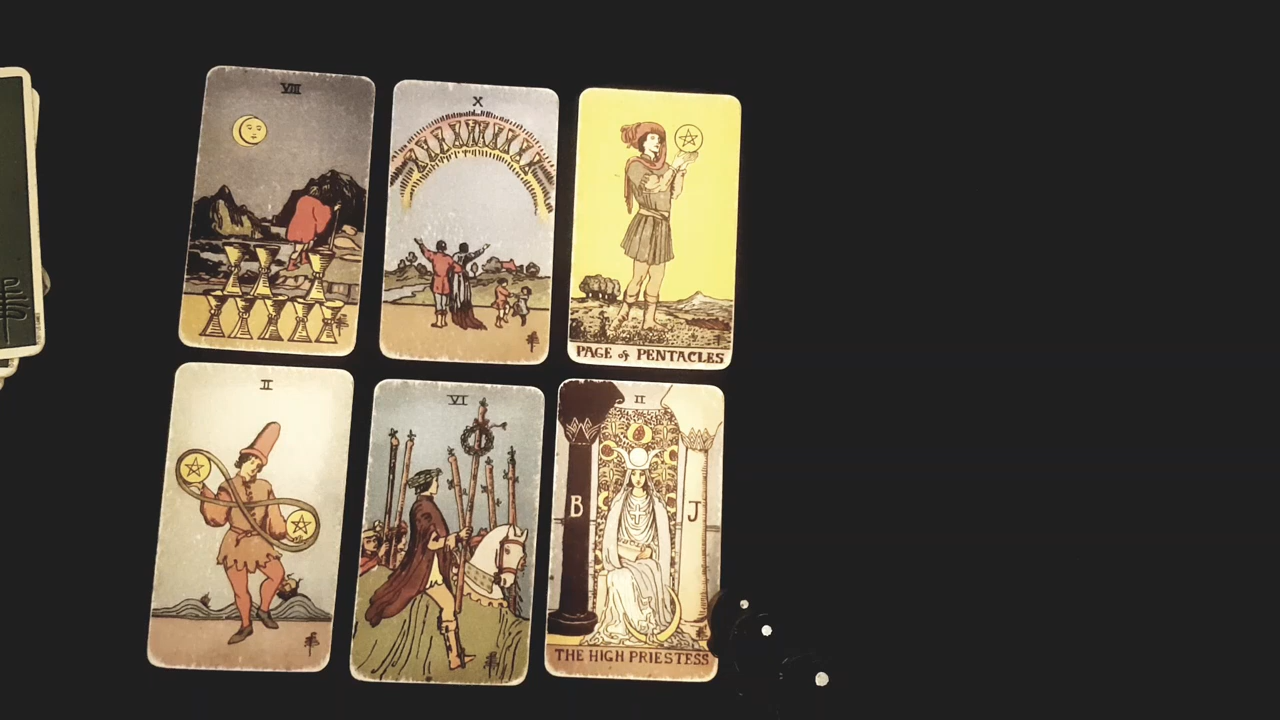 VIII
X
PAGE of PENTACLES
II
VI
II
B
J
THE HIGH PRIESTESS